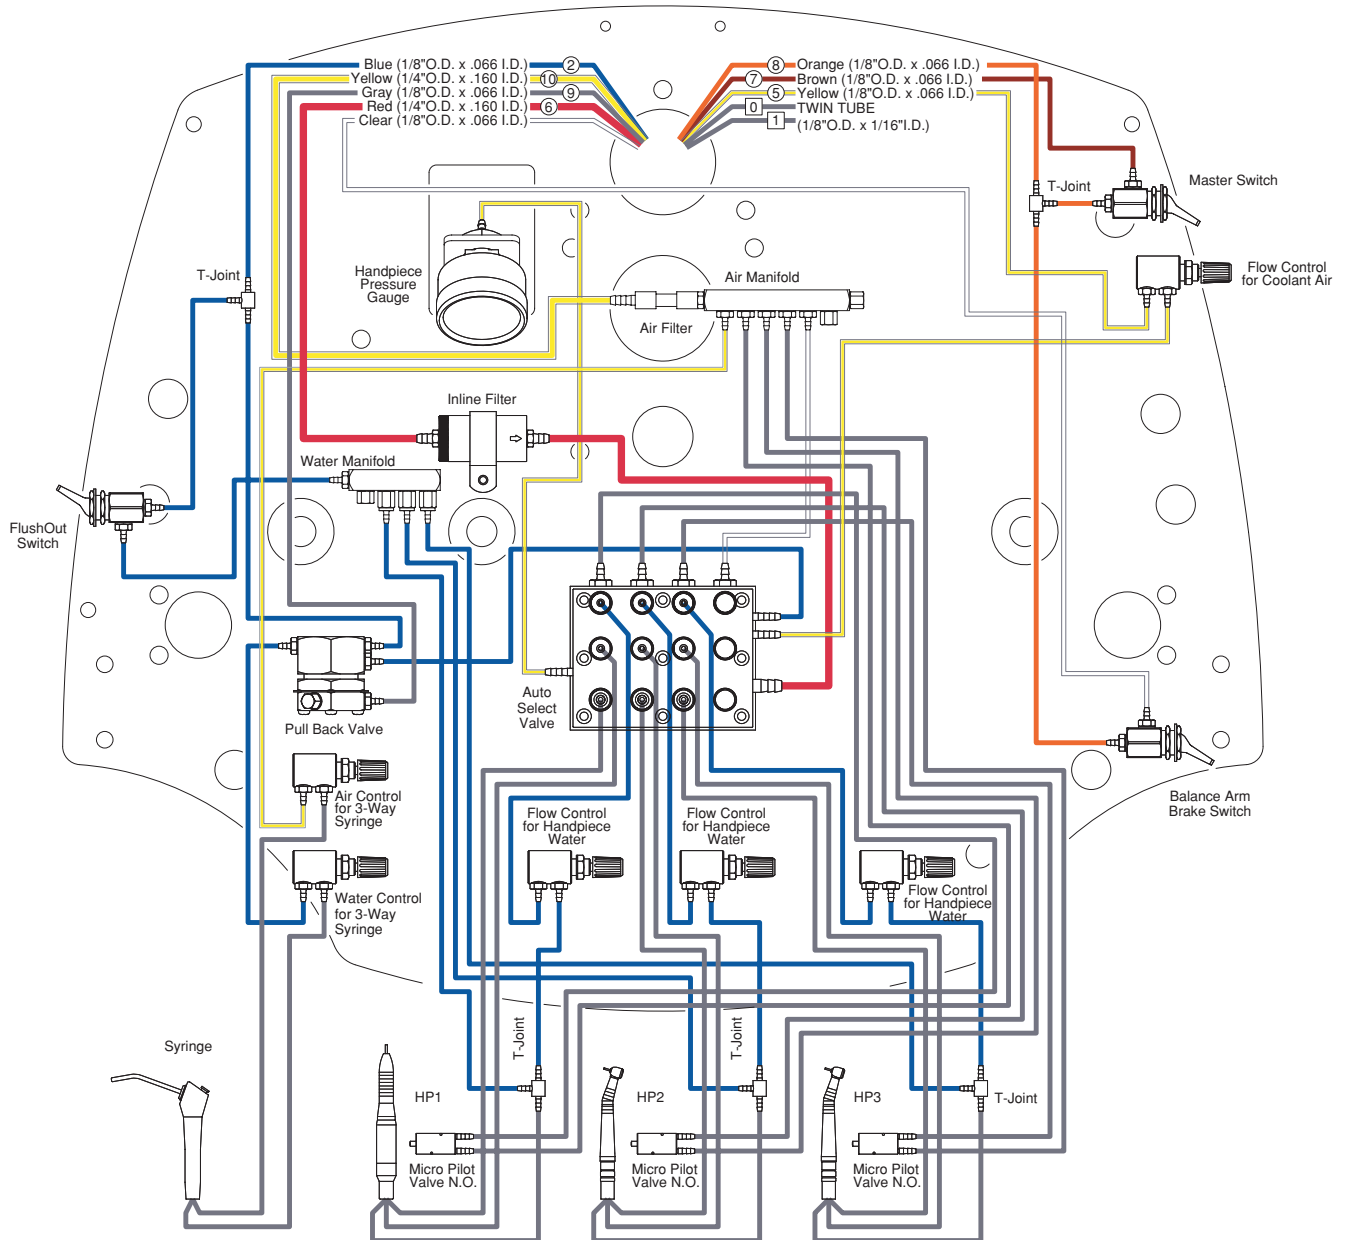 Blue (1/8"O.D. x .066 I.D.) 2
Yellow (1/4"O.D. x .160 I.D.) 10
Gray (1/8"O.D. x .066 I.D.) 9
Red (1/4"O.D. x .160 I.D.) 6
Clear (1/8"O.D. x .066 I.D.)
8 Orange (1/8"O.D. x .066 I.D.)
7 Brown (1/8"O.D. x .066 I.D.)
5 Yellow (1/8"O.D. x .066 I.D.)
0 TWIN TUBE
1 (1/8"O.D. x 1/16"I.D.)
T-Joint
Master Switch
T-Joint
Handpiece
Pressure
Gauge
Air Manifold
Air Filter
Flow Control
for Coolant Air
Inline Filter
Water Manifold
FlushOut
Switch
Auto
Select
Valve
Pull Back Valve
Air Control
for 3-Way
Syringe
Flow Control
for Handpiece
Water
Flow Control
for Handpiece
Water
Balance Arm
Brake Switch
Water Control
for 3-Way
Syringe
Flow Control
for Handpiece
Water
Syringe
T-Joint
T-Joint
HP1
HP2
HP3
T-Joint
Micro Pilot
Valve N.O.
Micro Pilot
Valve N.O.
Micro Pilot
Valve N.O.